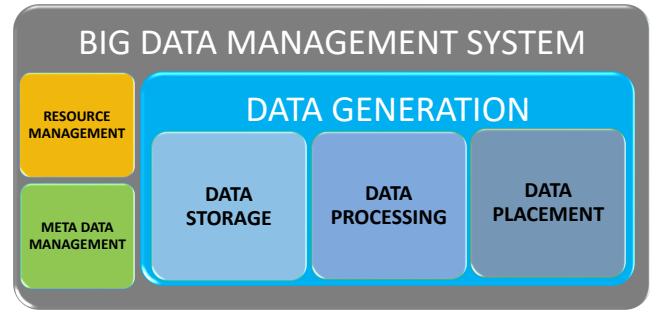 BIG DATA MANAGEMENT SYSTEM
RESOURCE
MANAGEMENT
META DATA
MANAGEMENT
DATA GENERATION
DATA
STORAGE
DATA
PROCESSING
DATA
PLACEMENT